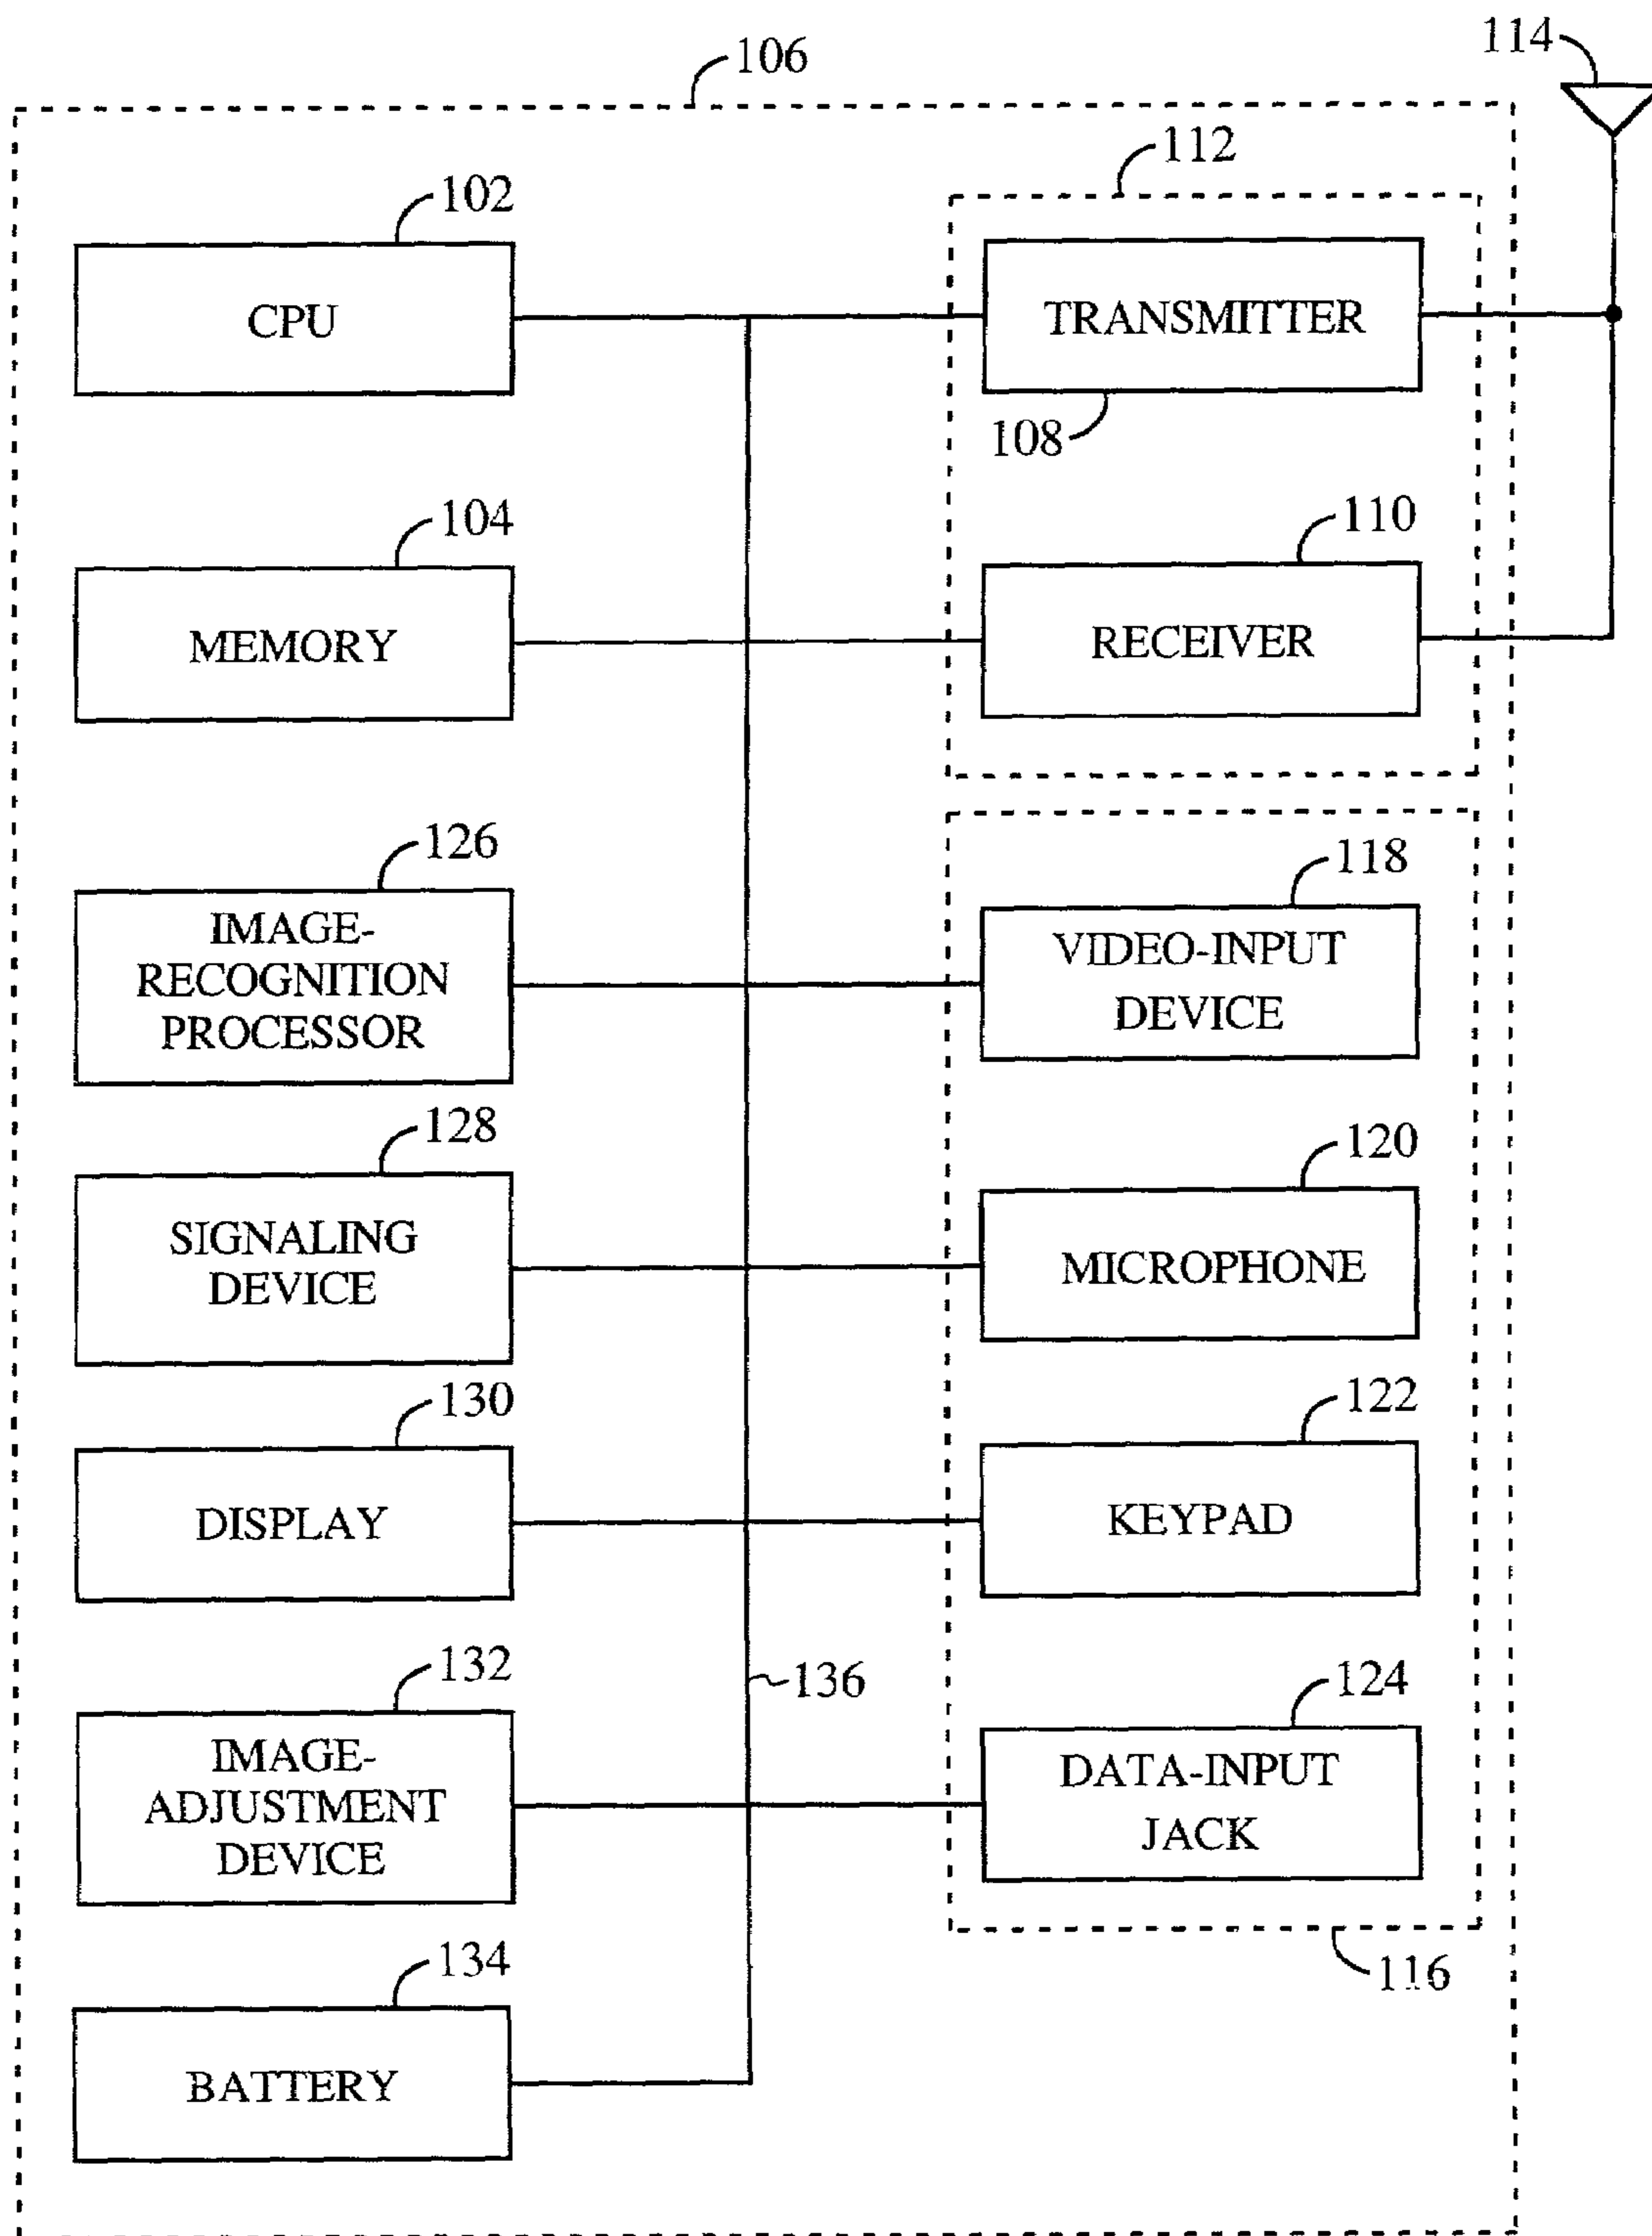 106
114
112
102
CPU
TRANSMITTER
108
104
MEMORY
110
RECEIVER
126
IMAGE-
RECOGNITION
PROCESSOR
118
VIDEO-INPUT
DEVICE
128
SIGNALING
DEVICE
120
MICROPHONE
130
DISPLAY
122
KEYPAD
132
IMAGE-
ADJUSTMENT
DEVICE
136
124
DATA-INPUT
JACK
116
134
BATTERY